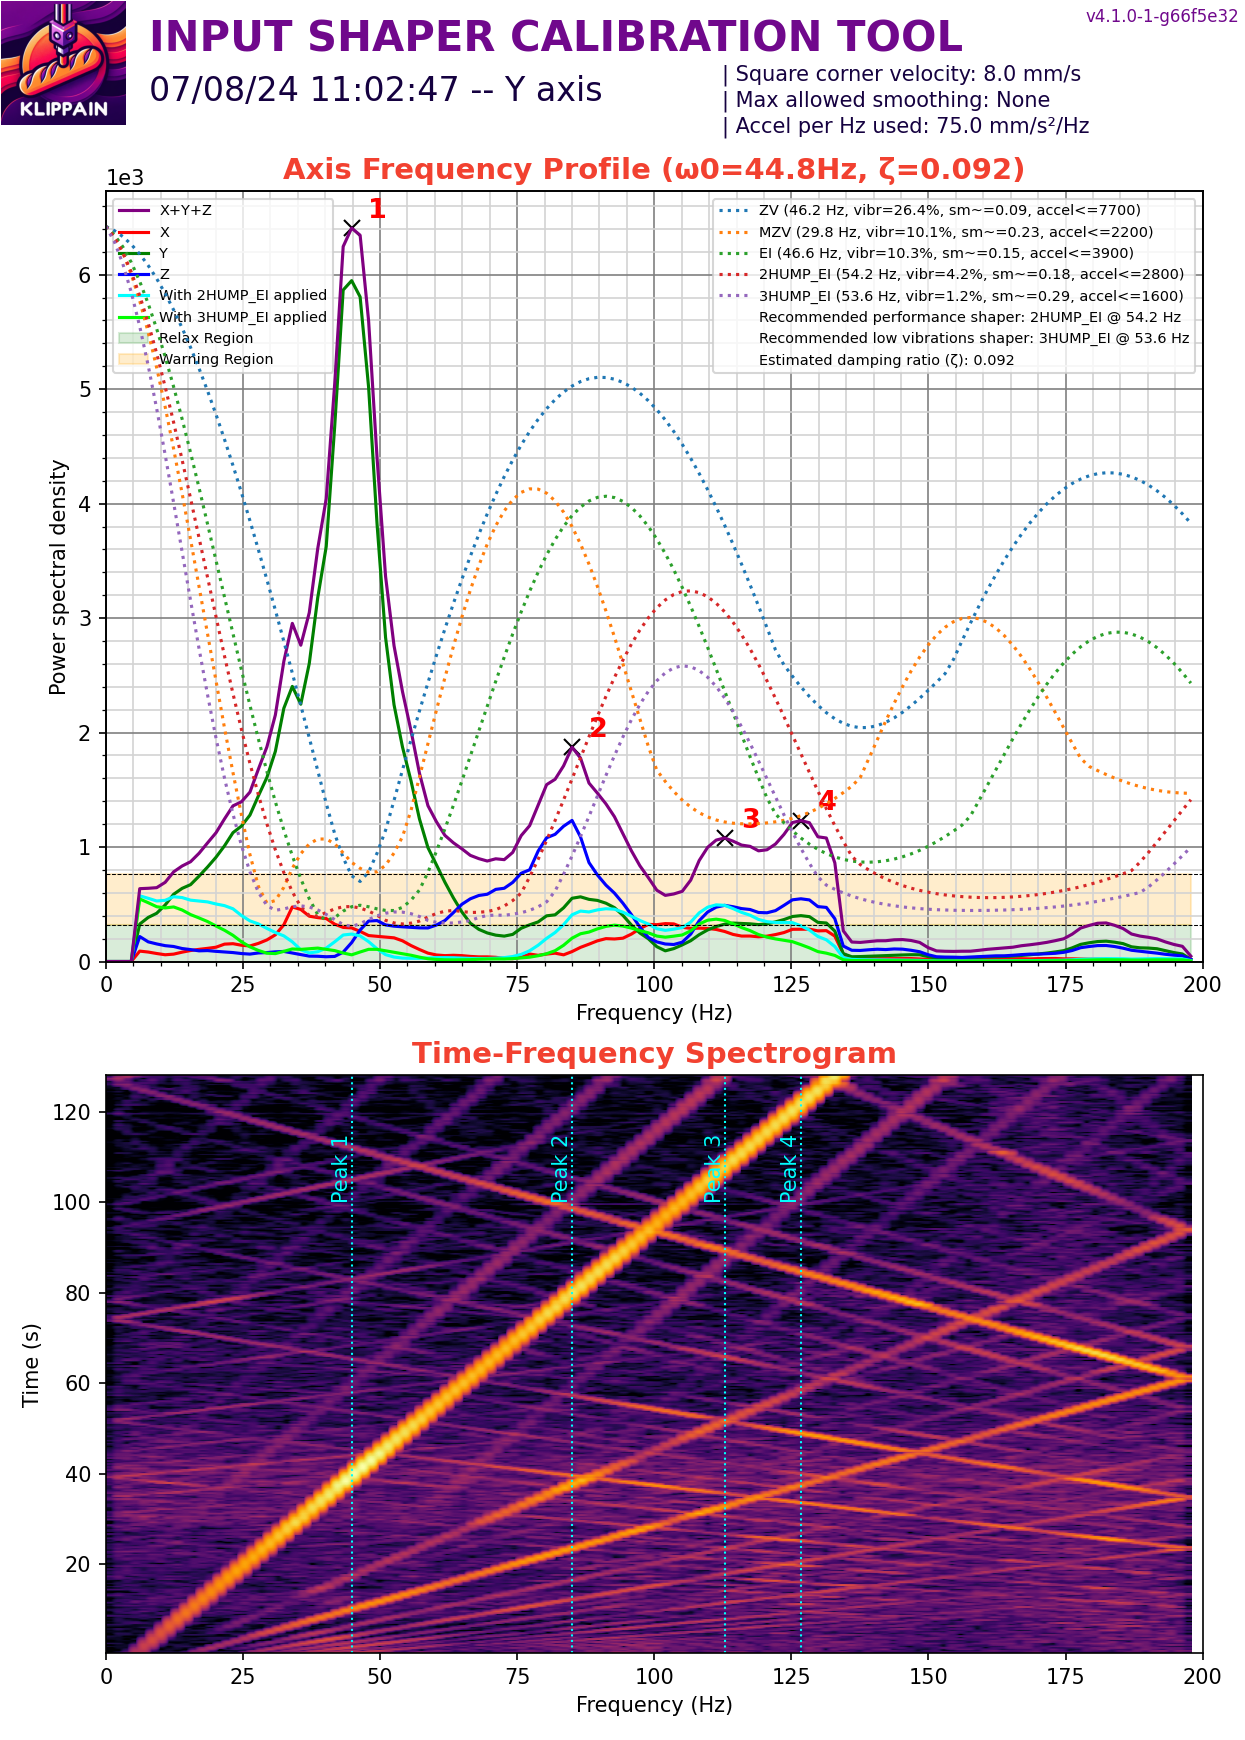 v4.1.0-1-g66f5e32
INPUT SHAPER CALIBRATION TOOL
07/08/24 11:02:47 -- Y axis
| Square corner velocity: 8.0 mm/s
| Max allowed smoothing: None
| Accel per Hz used: 75.0 mm/s²/Hz
KLIPPAIN
Axis Frequency Profile (ω0=44.8Hz, ζ=0.092)
1e3
X+Y+Z
X
Y
Z
With 2HUMP_EI applied
With 3HUMP_EI applied
Relax Region
Warning Region
ZV (46.2 Hz, vibr=26.4%, sm~=0.09, accel<=7700)
MZV (29.8 Hz, vibr=10.1%, sm~=0.23, accel<=2200)
EI (46.6 Hz, vibr=10.3%, sm~=0.15, accel<=3900)
2HUMP_EI (54.2 Hz, vibr=4.2%, sm~=0.18, accel<=2800)
3HUMP_EI (53.6 Hz, vibr=1.2%, sm~=0.29, accel<=1600)
Recommended performance shaper: 2HUMP_EI @ 54.2 Hz
Recommended low vibrations shaper: 3HUMP_EI @ 53.6 Hz
Estimated damping ratio (ζ): 0.092
1
2
3
4
6
5
4
3
2
1
0
Power spectral density
0 25 50 75 100 125 150 175 200
Frequency (Hz)
Time-Frequency Spectrogram
Peak 1
Peak 2
Peak 3
Peak 4
120
100
80
60
40
20
Time (s)
0 25 50 75 100 125 150 175 200
Frequency (Hz)